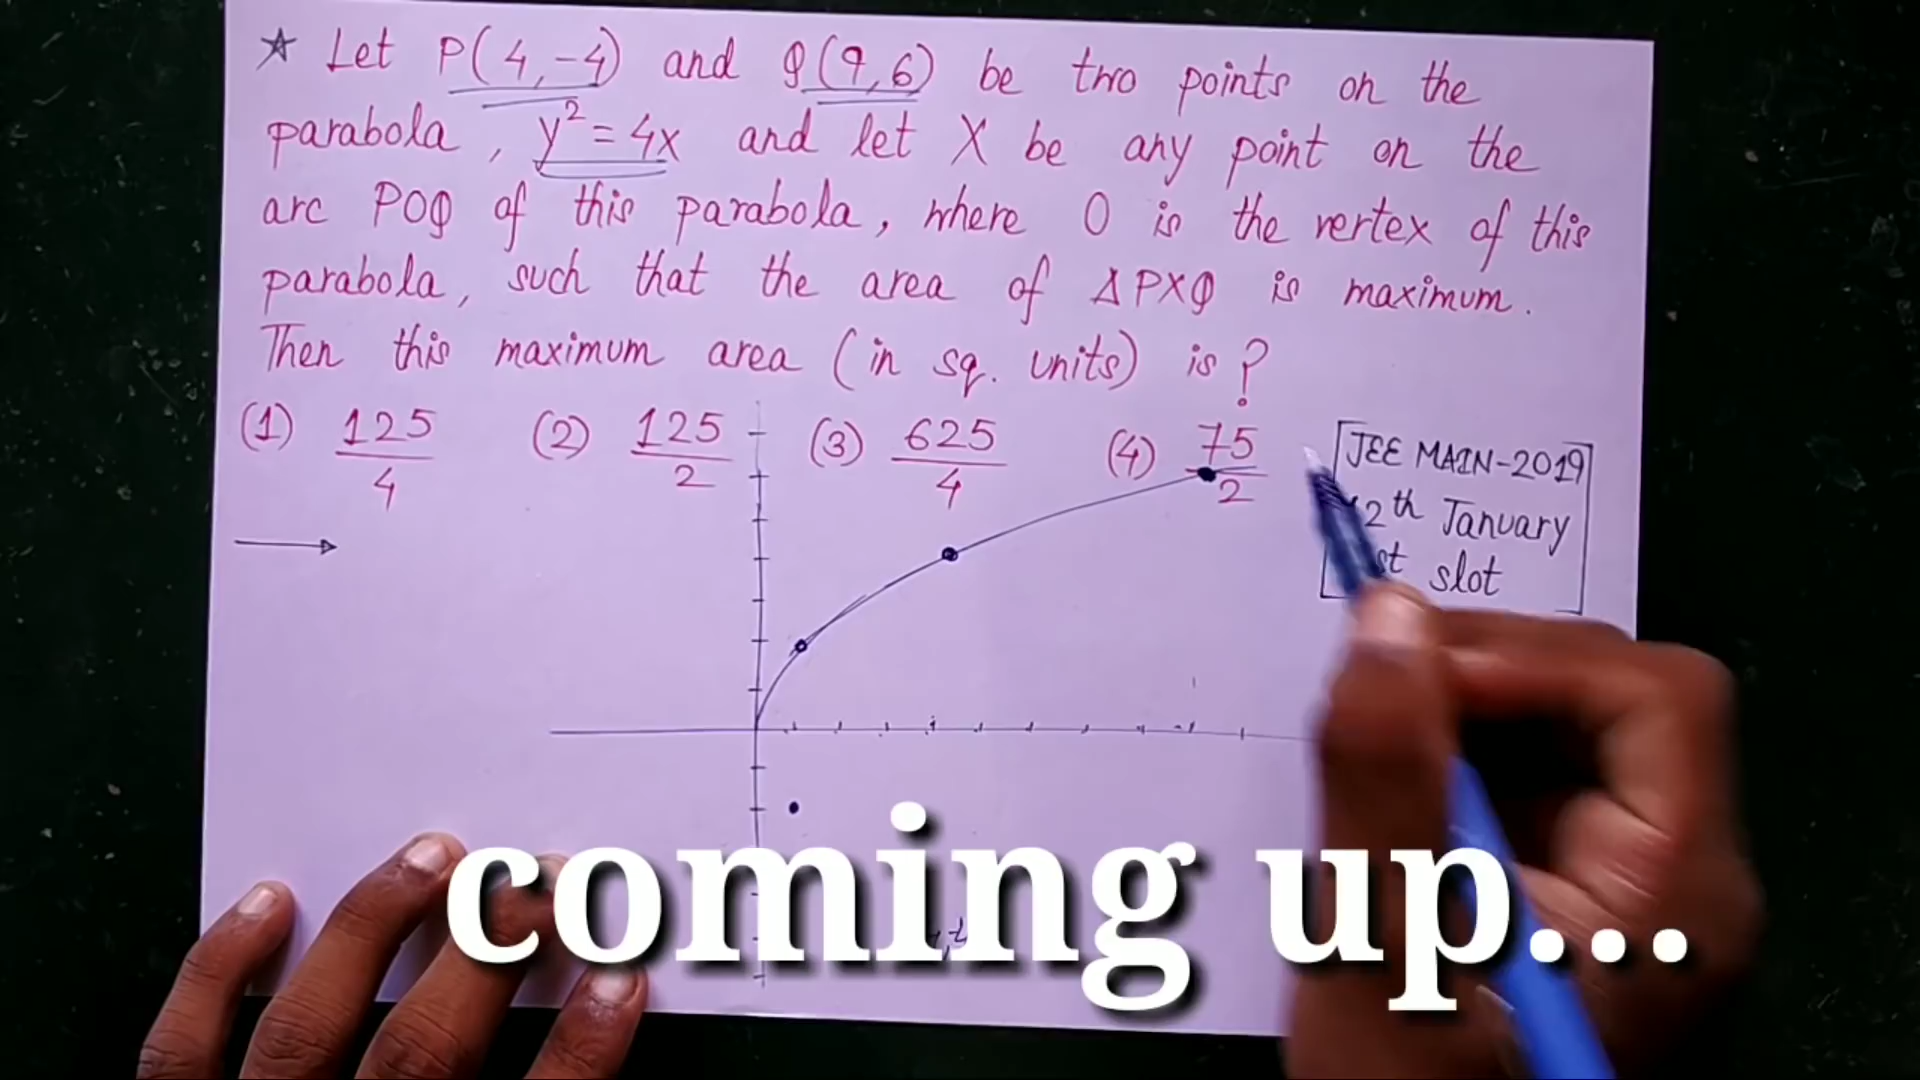 ☆ Let P(4,-4) and Q(9,6) be two points on the
parabola, y² = 4x and let X be any point on the
arc POQ of this parabola, where O is the vertex of this
parabola, such that the area of ΔPXQ is maximum.
Then this maximum area (in sq. units) is ?
(1) 125/4 (2) 125/2 (3) 625/4 (4) 75/2
JEE MAIN-2019
2th January
st slot
coming up...